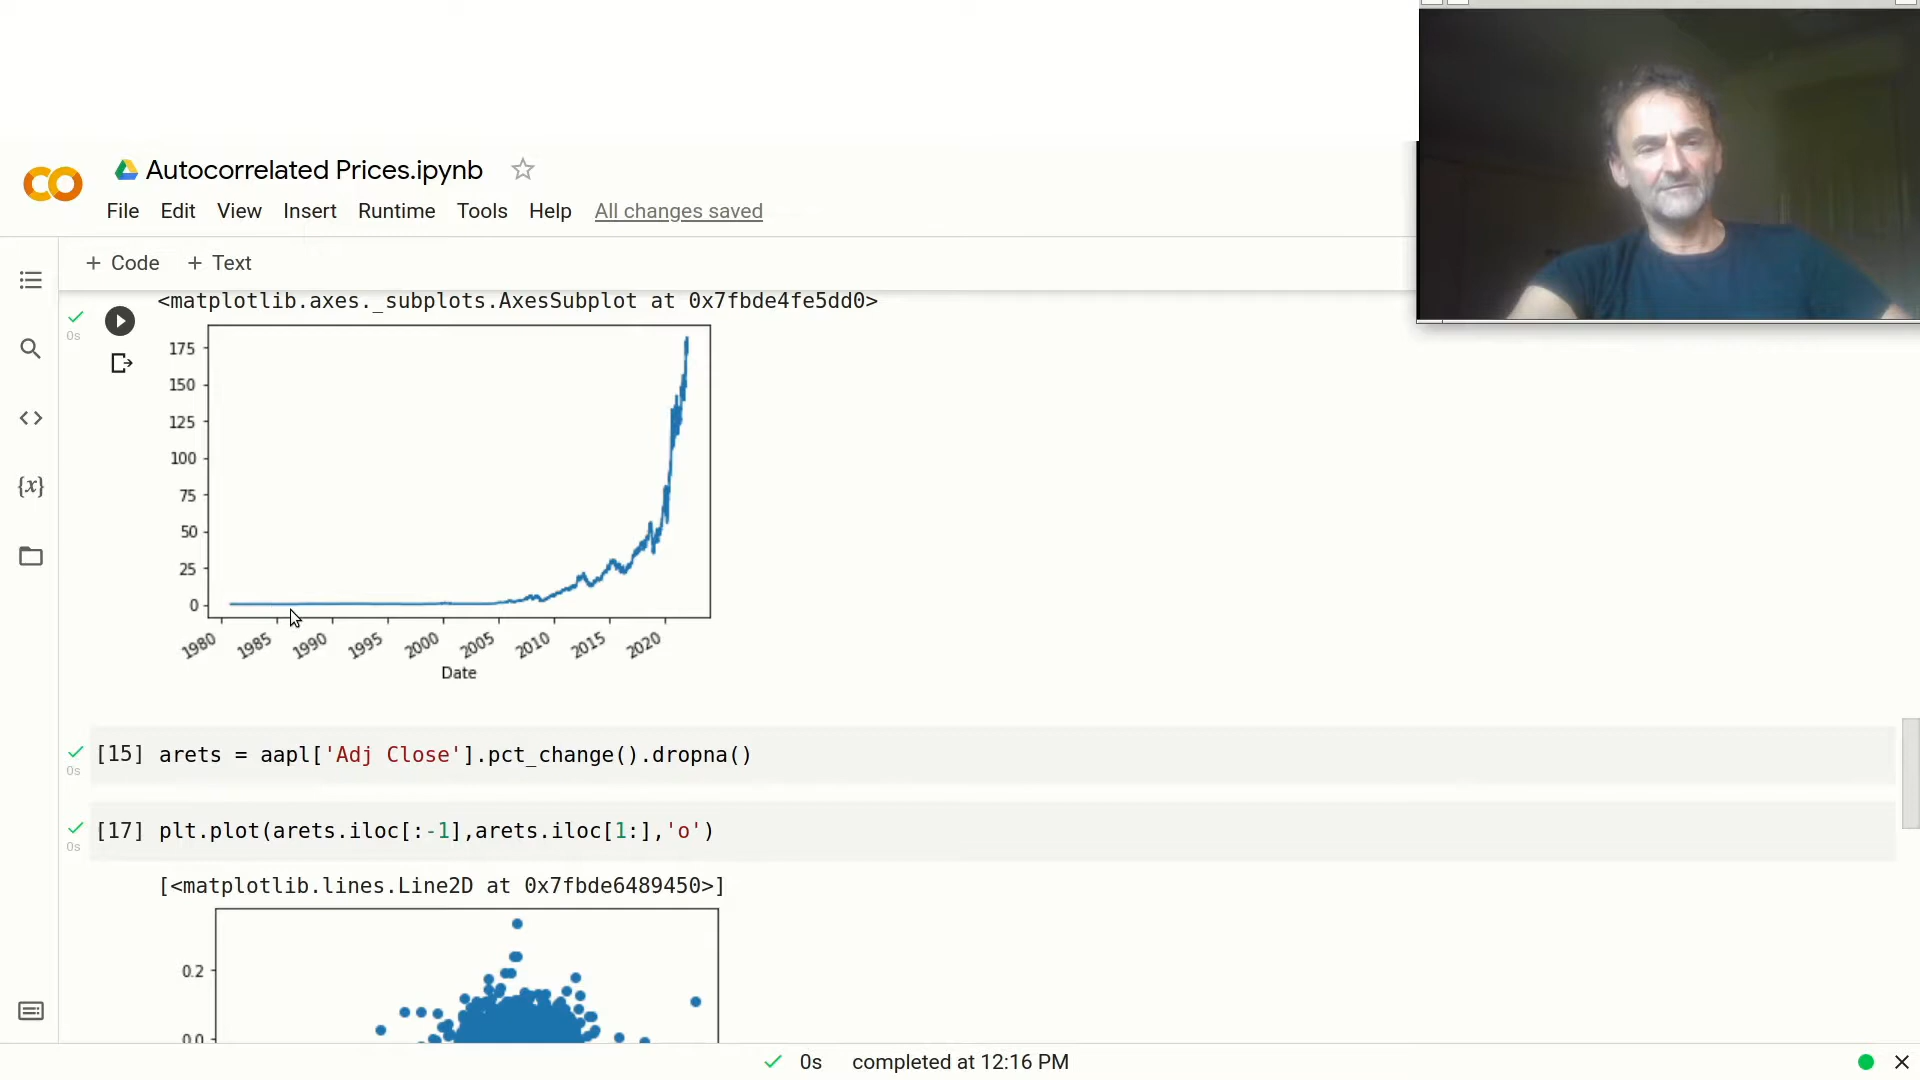 Autocorrelated Prices.ipynb
File Edit View Insert Runtime Tools Help All changes saved
+ Code + Text
<matplotlib.axes._subplots.AxesSubplot at 0x7fbde4fe5dd0>
0s
175
150
125
100
75
50
25
0
1980 1985 1990 1995 2000 2005 2010 2015 2020
Date
[15] arets = aapl['Adj Close'].pct_change().dropna()
0s
[17] plt.plot(arets.iloc[:-1],arets.iloc[1:],'o')
0s
[<matplotlib.lines.Line2D at 0x7fbde6489450>]
0.2
0.0
0s completed at 12:16 PM